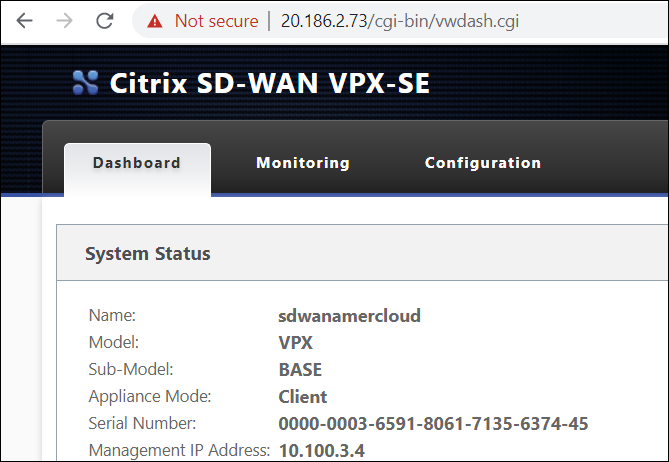 Not secure | 20.186.2.73/cgi-bin/vwdash.cgi
Citrix SD-WAN VPX-SE
Dashboard Monitoring Configuration
System Status
Name: sdwanamercloud
Model: VPX
Sub-Model: BASE
Appliance Mode: Client
Serial Number: 0000-0003-6591-8061-7135-6374-45
Management IP Address: 10.100.3.4